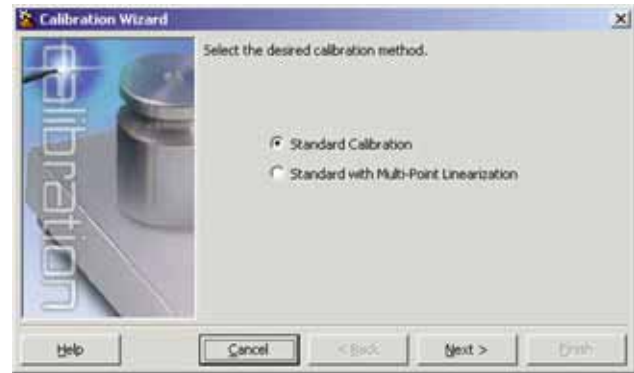 Calibration Wizard
Select the desired calibration method.
calibration
Standard Calibration
Standard with Multi-Point Linearization
Help
Cancel
< Back
Next >
Finish